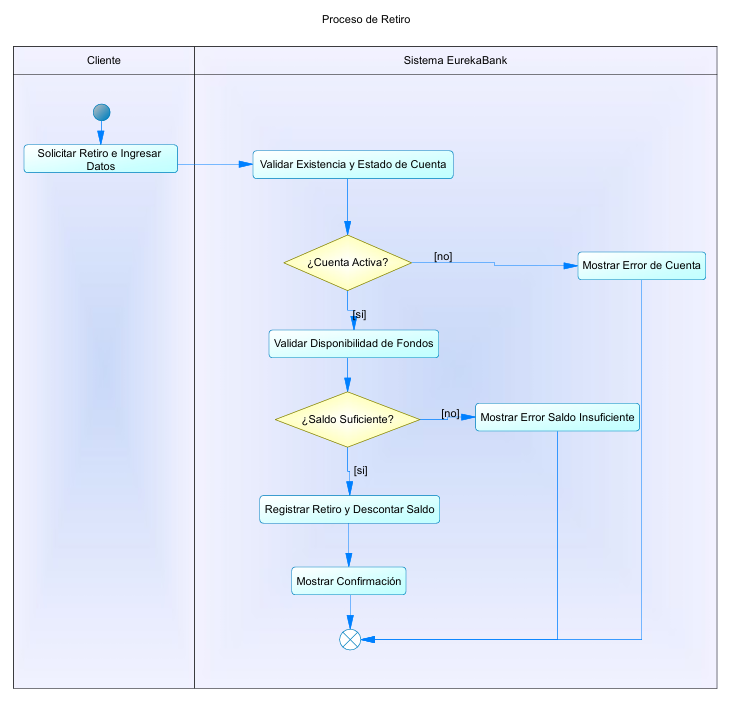 Proceso de Retiro
Cliente
Sistema EurekaBank
Solicitar Retiro e Ingresar
Datos
Validar Existencia y Estado de Cuenta
¿Cuenta Activa?
[no]
Mostrar Error de Cuenta
[sí]
Validar Disponibilidad de Fondos
¿Saldo Suficiente?
[no]
Mostrar Error Saldo Insuficiente
[sí]
Registrar Retiro y Descontar Saldo
Mostrar Confirmación